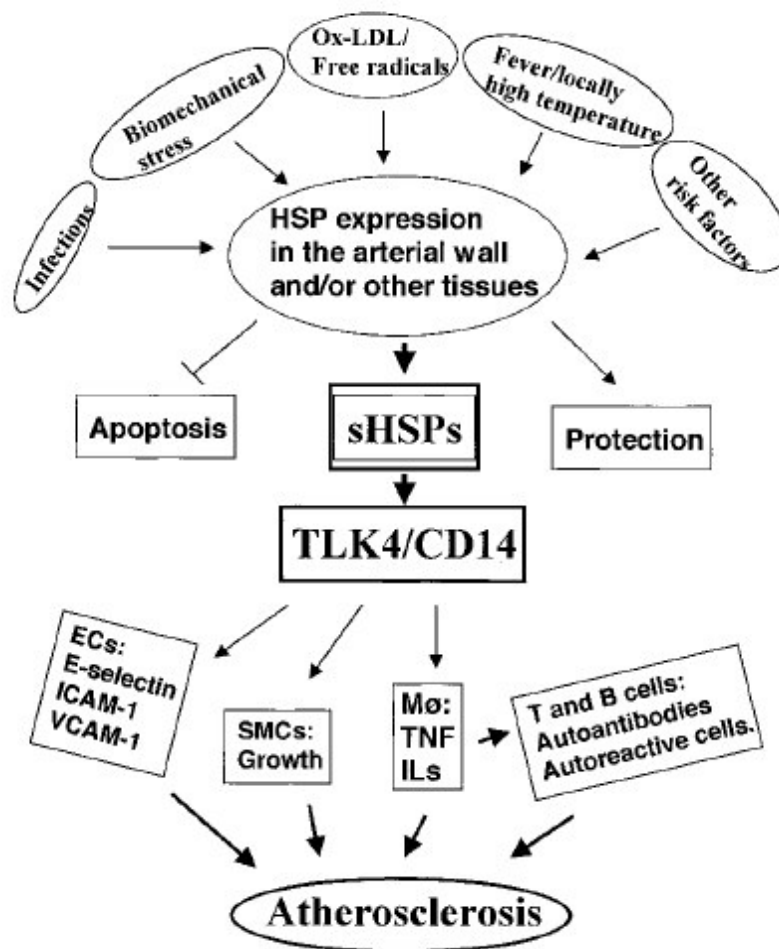 Ox-LDL/
Free radicals
Biomechanical
stress
Fever/locally
high temperature
Infections
Other
risk factors
HSP expression
in the arterial wall
and/or other tissues
Apoptosis
sHSPs
Protection
TLK4/CD14
ECs:
E-selectin
ICAM-1
VCAM-1
SMCs:
Growth
Mø:
TNF
ILs
T and B cells:
Autoantibodies
Autoreactive cells.
Atherosclerosis